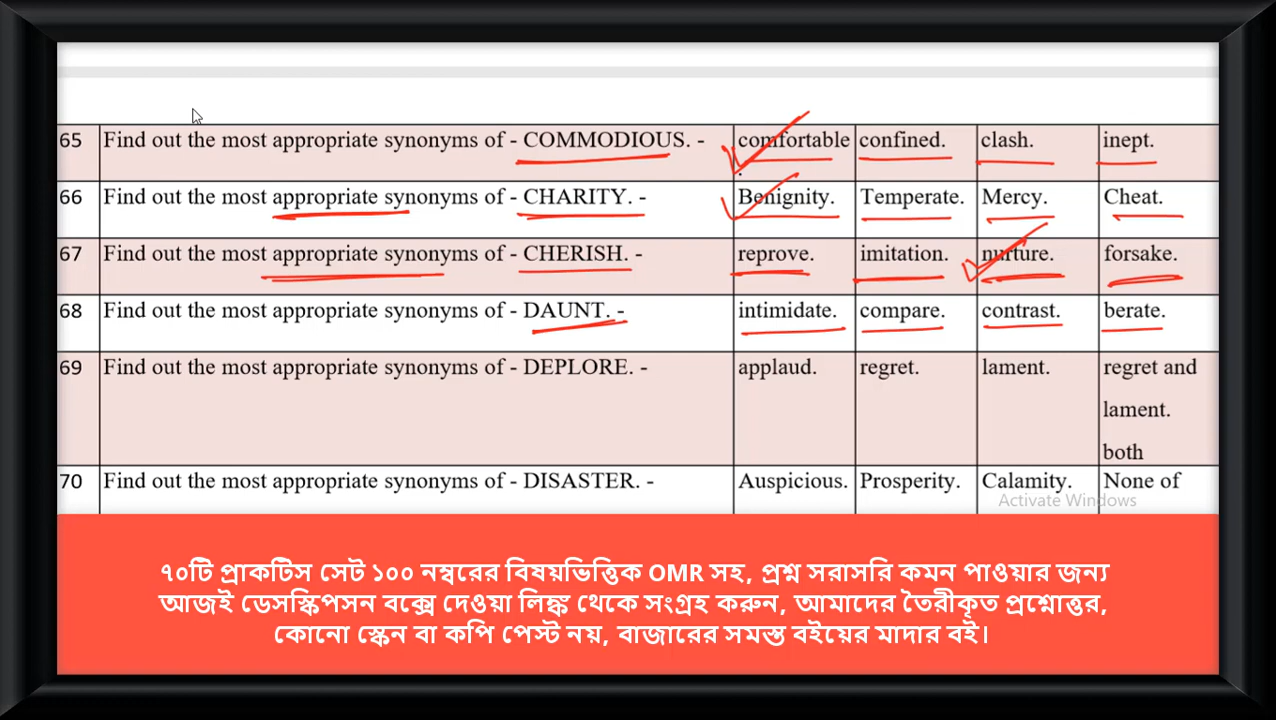 65 Find out the most appropriate synonyms of - COMMODIOUS. - comfortable confined. clash. inept.
.
66 Find out the most appropriate synonyms of - CHARITY. - Benignity. Temperate. Mercy. Cheat.
67 Find out the most appropriate synonyms of - CHERISH. - reprove. imitation. nurture. forsake.
68 Find out the most appropriate synonyms of - DAUNT. - intimidate. compare. contrast. berate.
69 Find out the most appropriate synonyms of - DEPLORE. - applaud. regret. lament. regret and
lament.
both
70 Find out the most appropriate synonyms of - DISASTER. - Auspicious. Prosperity. Calamity. None of
Activate Windows
৭০টি প্রাকটিস সেট ১০০ নম্বরের বিষয়ভিত্তিক OMR সহ, প্রশ্ন সরাসরি কমন পাওয়ার জন্য
আজই ডেসস্কিপসন বক্সে দেওয়া লিঙ্ক থেকে সংগ্রহ করুন, আমাদের তৈরীকৃত প্রশ্নোত্তর,
কোনো স্কেন বা কপি পেস্ট নয়, বাজারের সমস্ত বইয়ের মাদার বই।